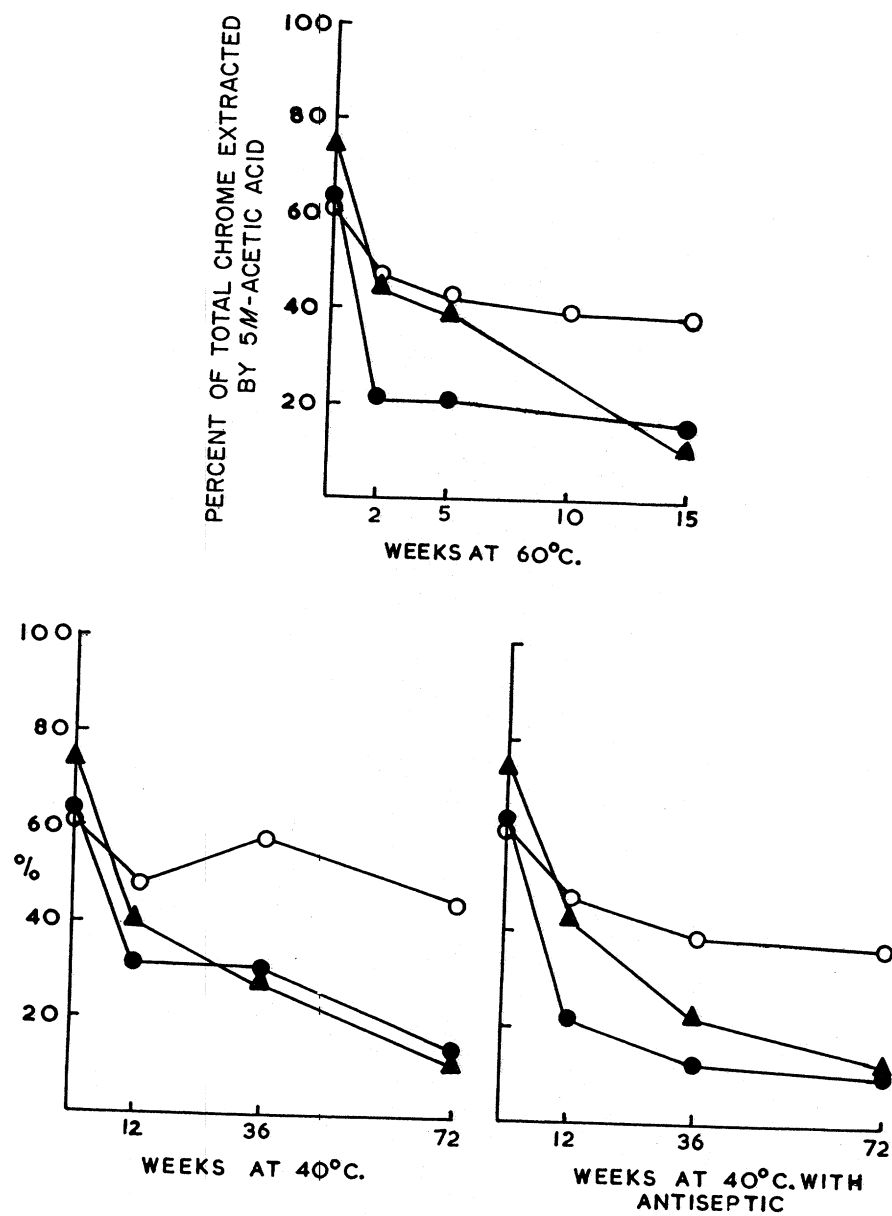 PERCENT OF TOTAL CHROME EXTRACTED
BY 5M-ACETIC ACID
100
80
60
40
20
2 5 10 15
WEEKS AT 60°C.
100
80
60
%
40
20
12 36 72
WEEKS AT 40°C.
12 36 72
WEEKS AT 40°C. WITH
ANTISEPTIC